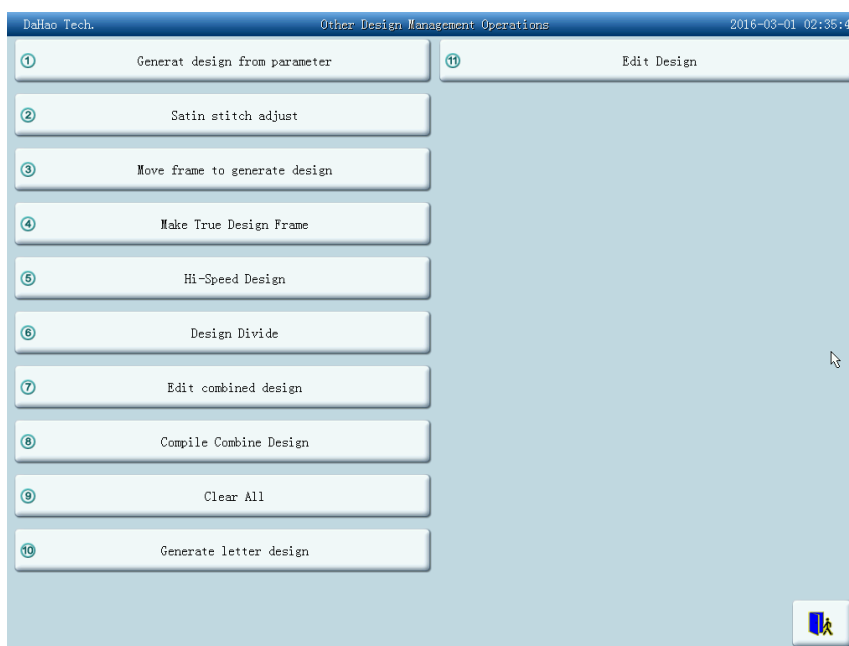 DaHao Tech. Other Design Management Operations 2016-03-01 02:35:4
① Generat design from parameter
② Satin stitch adjust
③ Move frame to generate design
④ Make True Design Frame
⑤ Hi-Speed Design
⑥ Design Divide
⑦ Edit combined design
⑧ Compile Combine Design
⑨ Clear All
⑩ Generate letter design
⑪ Edit Design